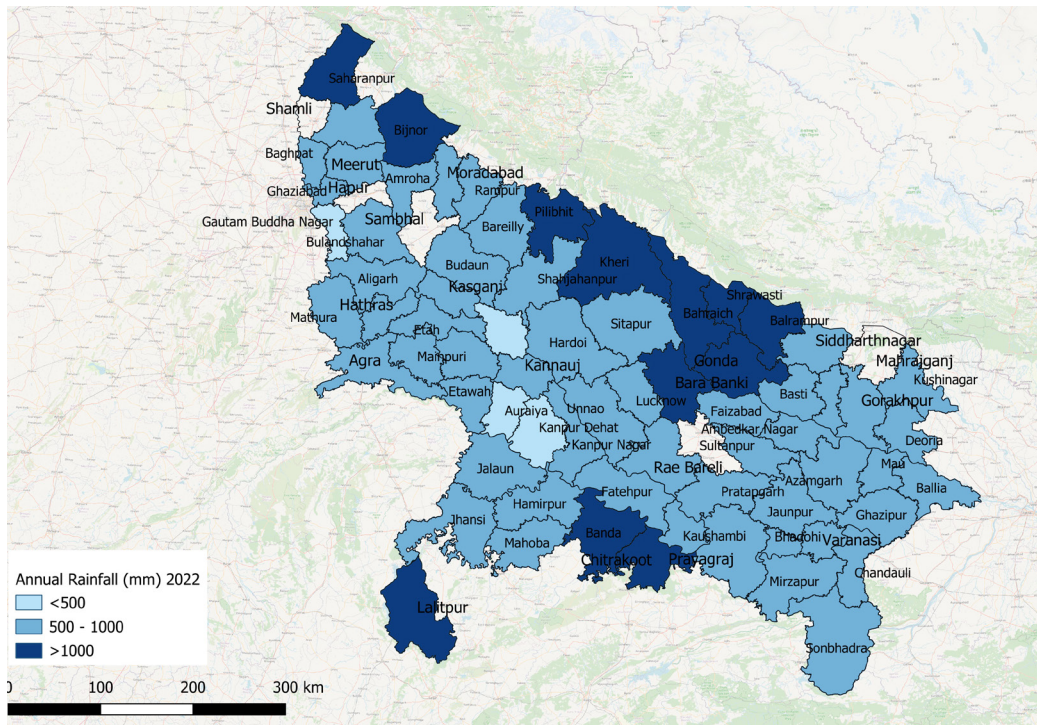 Saharanpur
Shamli
Bijnor
Baghpat
Meerut
Moradabad
Amroha
Ghaziabad
Hapur
Rampur
Gautam Buddha Nagar
Sambhal
Pilibhit
Bareilly
Bulandshahar
Budaun
Kheri
Aligarh
Shahjahanpur
Kasganj
Shrawasti
Hathras
Bahraich
Balrampur
Mathura
Sitapur
Etah
Siddharthnagar
Hardoi
Agra
Mainpuri
Gonda
Mahrajganj
Kannauj
Kushinagar
Bara Banki
Etawah
Basti
Lucknow
Gorakhpur
Auraiya
Unnao
Faizabad
Kanpur Dehat
Ambedkar Nagar
Deoria
Kanpur Nagar
Sultanpur
Jalaun
Rae Bareli
Mau
Azamgarh
Ballia
Fatehpur
Pratapgarh
Hamirpur
Jaunpur
Ghazipur
Jhansi
Banda
Kaushambi
Bhadohi
Varanasi
Mahoba
Chitrakoot
Prayagraj
Chandauli
Mirzapur
Lalitpur
Sonbhadra
Annual Rainfall (mm) 2022
<500
500 - 1000
>1000
0 100 200 300 km